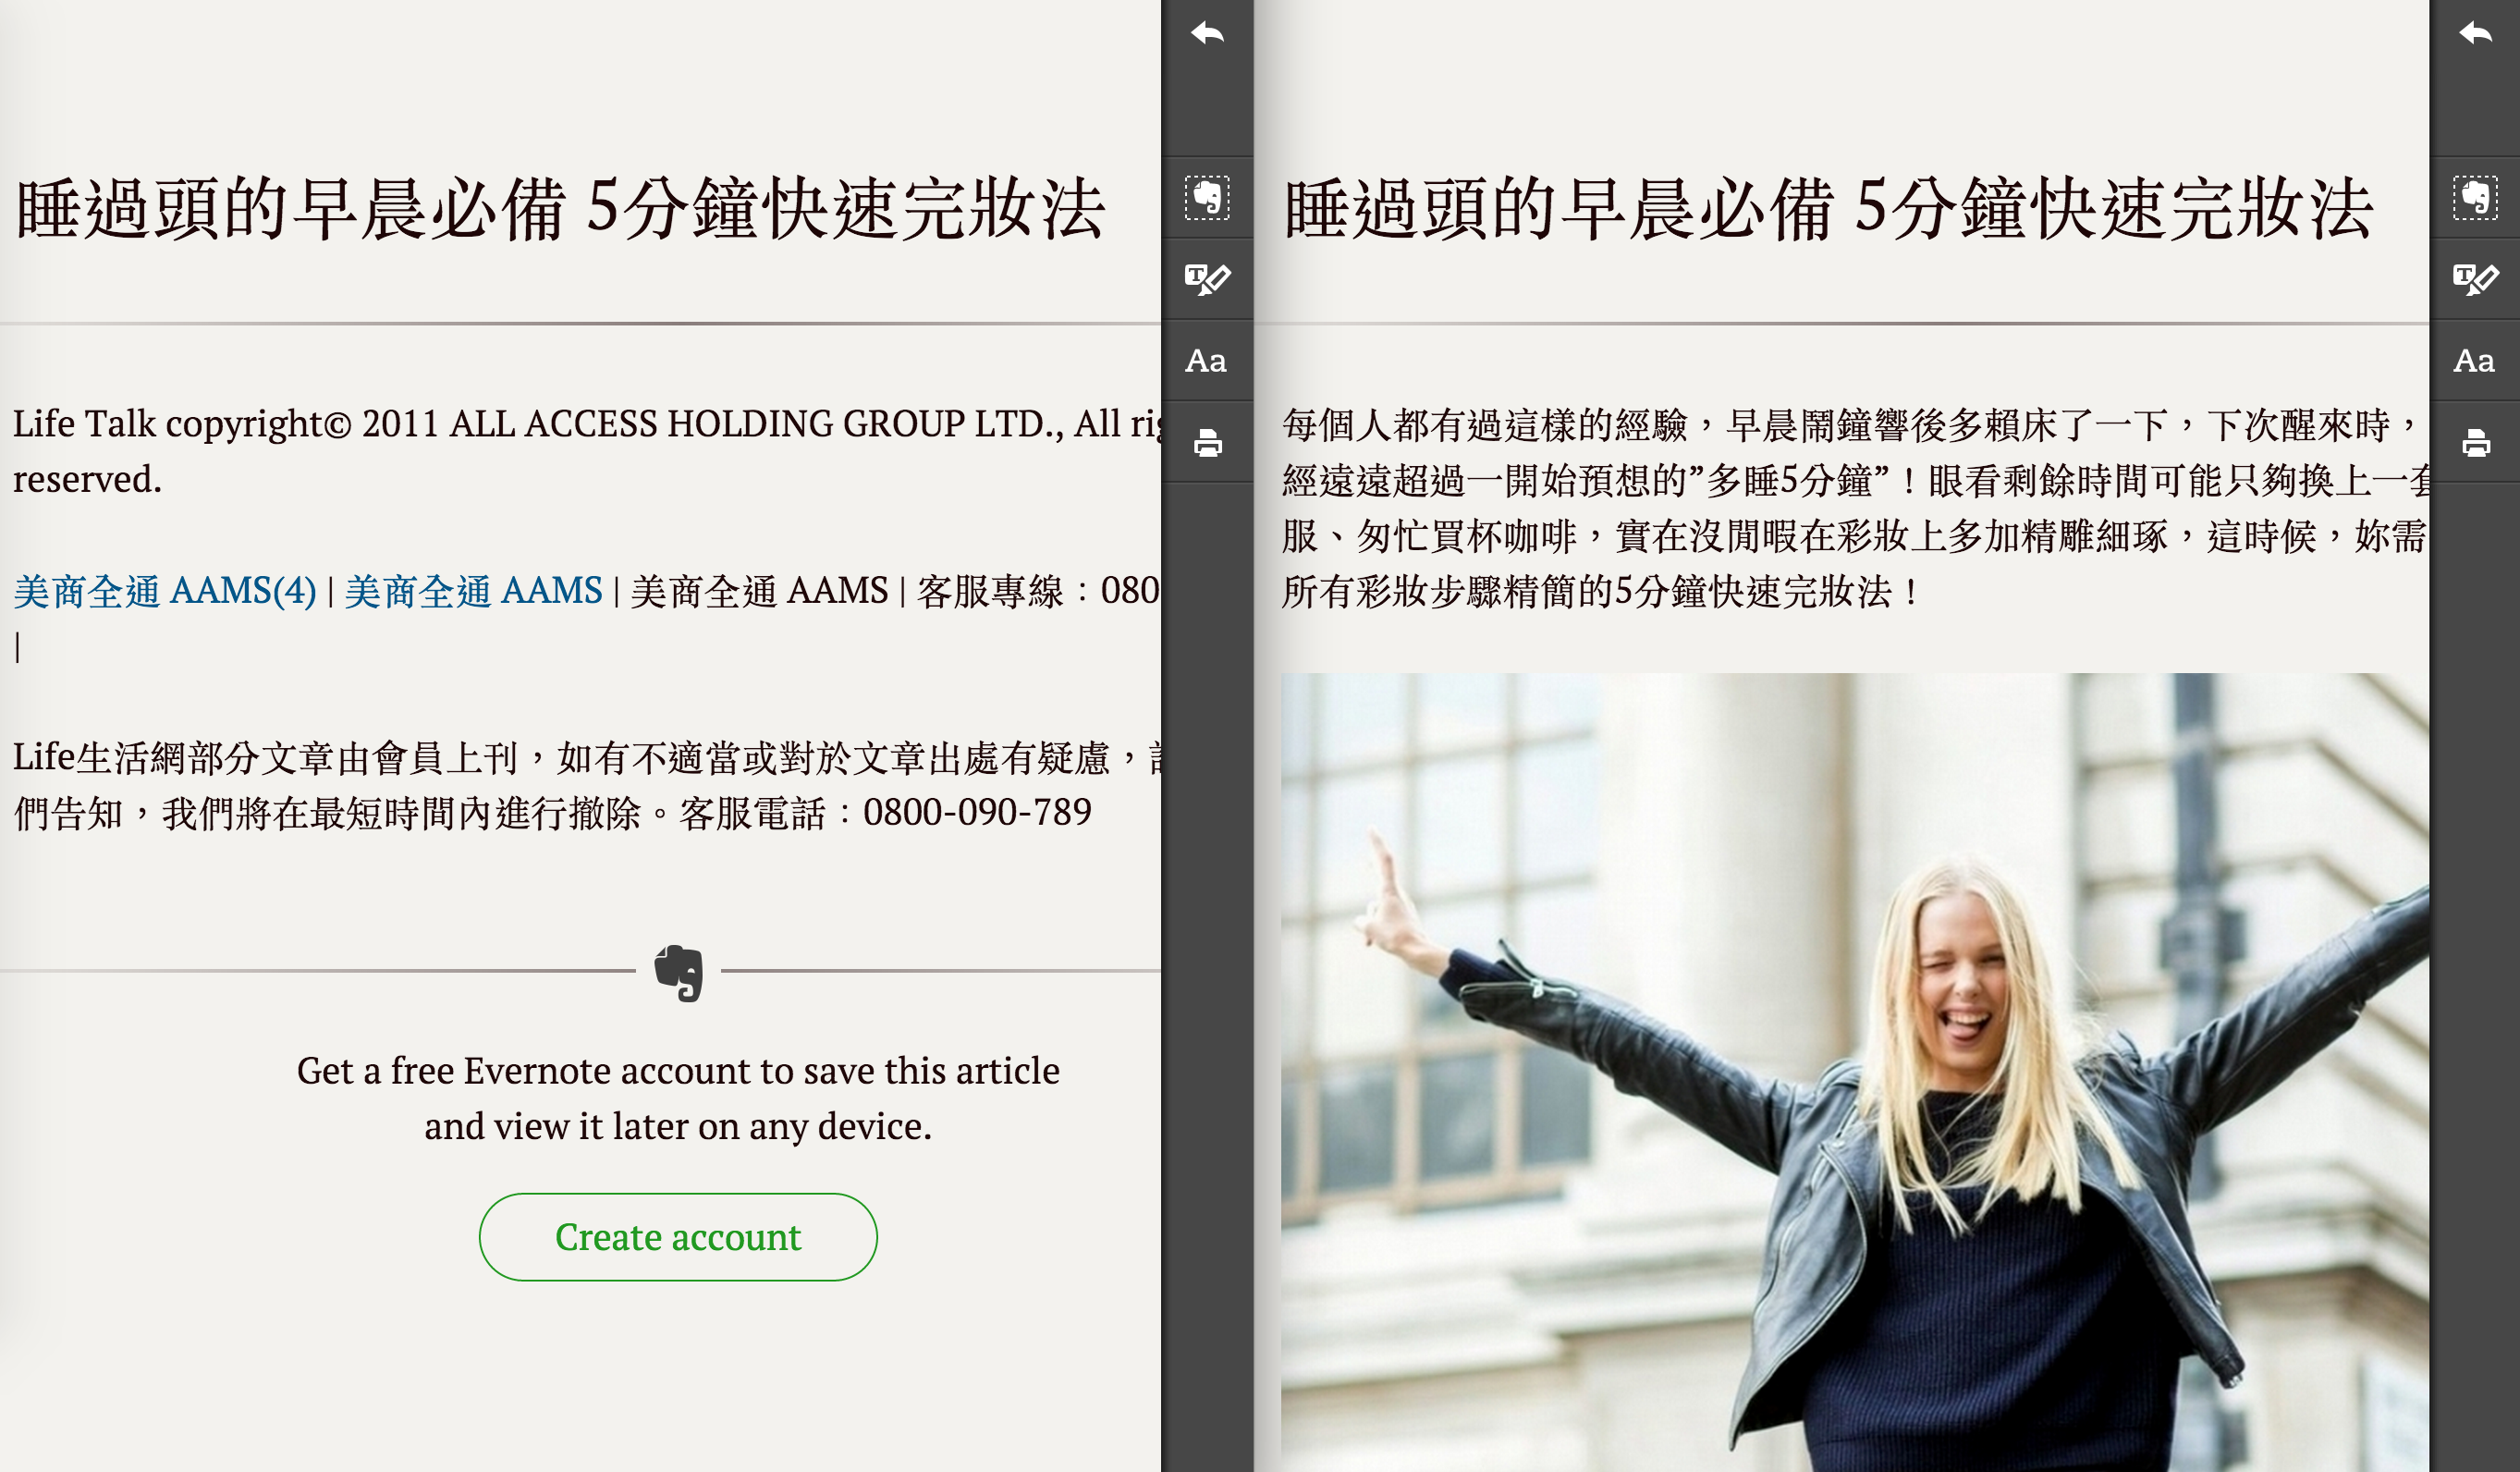 睡過頭的早晨必備 5分鐘快速完妝法
Life Talk copyright© 2011 ALL ACCESS HOLDING GROUP LTD., All
reserved.
美商全通 AAMS(4) | 美商全通 AAMS | 美商全通 AAMS | 客服專線：080
|
Life生活網部分文章由會員上刊，如有不適當或對於文章出處有疑慮，
們告知，我們將在最短時間內進行撤除。客服電話：0800-090-789
Get a free Evernote account to save this article
and view it later on any device.
Create account
T
Aa
睡過頭的早晨必備 5分鐘快速完妝法
每個人都有過這樣的經驗，早晨鬧鐘響後多賴床了一下，下次醒來時，
經遠遠超過一開始預想的”多睡5分鐘”！眼看剩餘時間可能只夠換上一套
服、匆忙買杯咖啡，實在沒閒暇在彩妝上多加精雕細琢，這時候，妳需
所有彩妝步驟精簡的5分鐘快速完妝法！
T
Aa